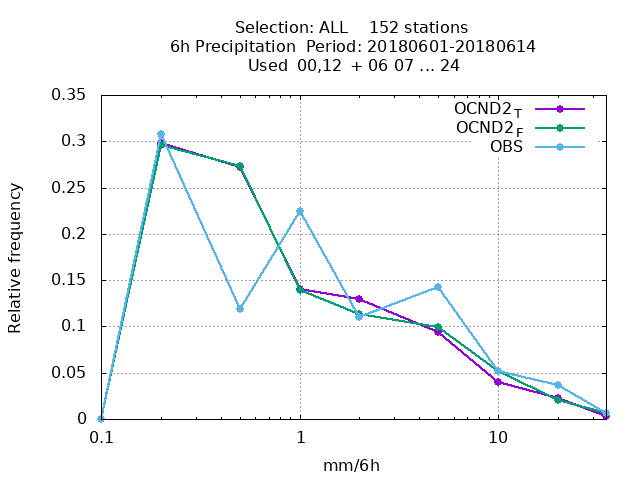 Selection: ALL    152 stations
6h Precipitation  Period: 20180601-20180614
Used 00,12 + 06 07 ... 24
OCND2_T
OCND2_F
OBS
0.35
0.3
0.25
0.2
0.15
0.1
0.05
0
Relative frequency
0.1 1 10
mm/6h